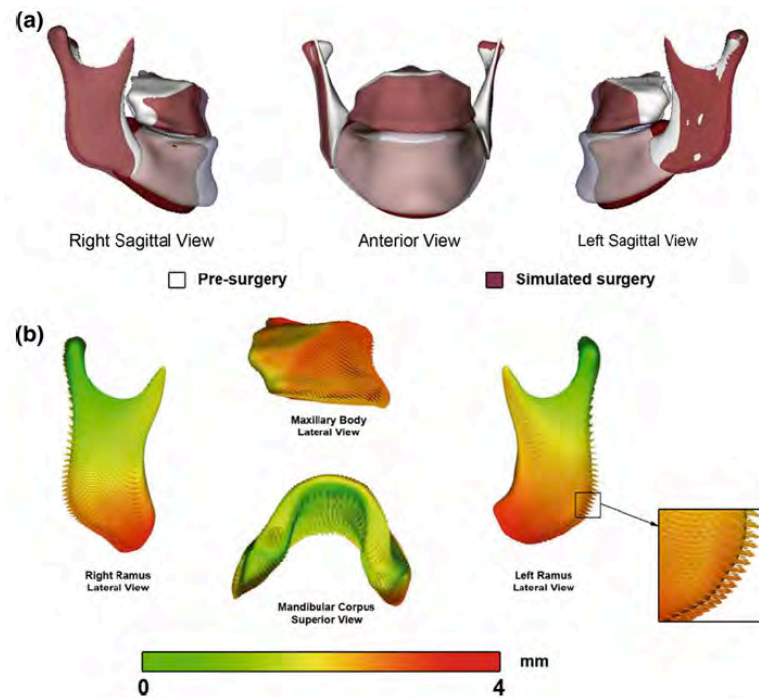 (a)
Right Sagittal View
Anterior View
Left Sagittal View
Pre-surgery
Simulated surgery
(b)
Maxillary Body
Lateral View
Right Ramus
Lateral View
Mandibular Corpus
Superior View
Left Ramus
Lateral View
mm
0
4